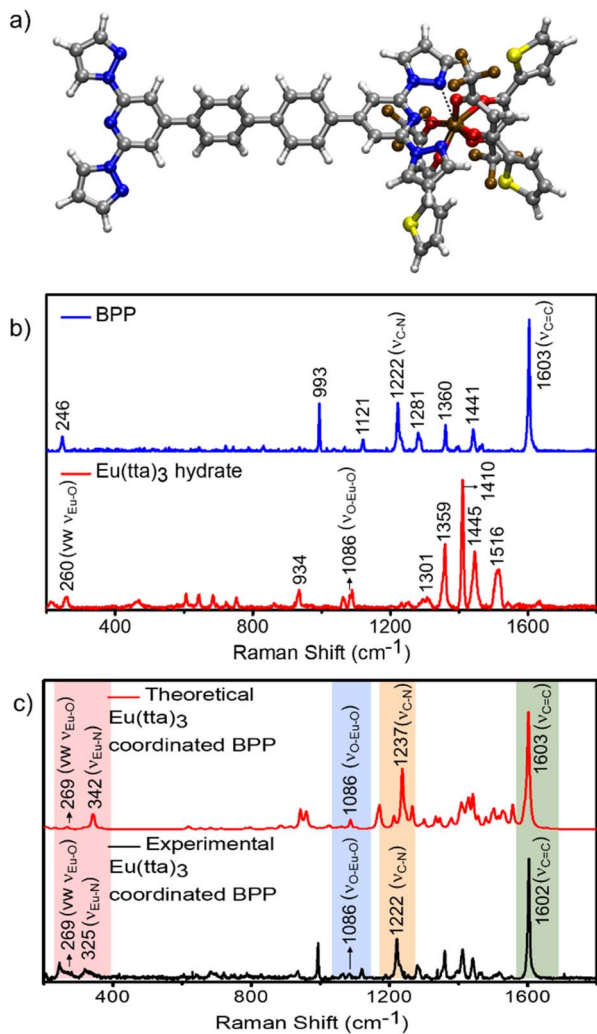 a)
b)
BPP
246
993
1121
1222 (νC-N)
1281
1360
1441
1603 (νC=C)
Eu(tta)3 hydrate
260 (vw νEu-O)
934
1086 (νO-Eu-O)
1301
1359
1410
1445
1516
400 800 1200 1600
Raman Shift (cm-1)
c)
Theoretical
Eu(tta)3
coordinated BPP
269 (vw νEu-O)
342 (νEu-N)
1086 (νO-Eu-O)
1237 (νC-N)
1603 (νC=C)
Experimental
Eu(tta)3
coordinated BPP
269 (vw νEu-O)
325 (νEu-N)
1086 (νO-Eu-O)
1222 (νC-N)
1602 (νC=C)
400 800 1200 1600
Raman Shift (cm-1)